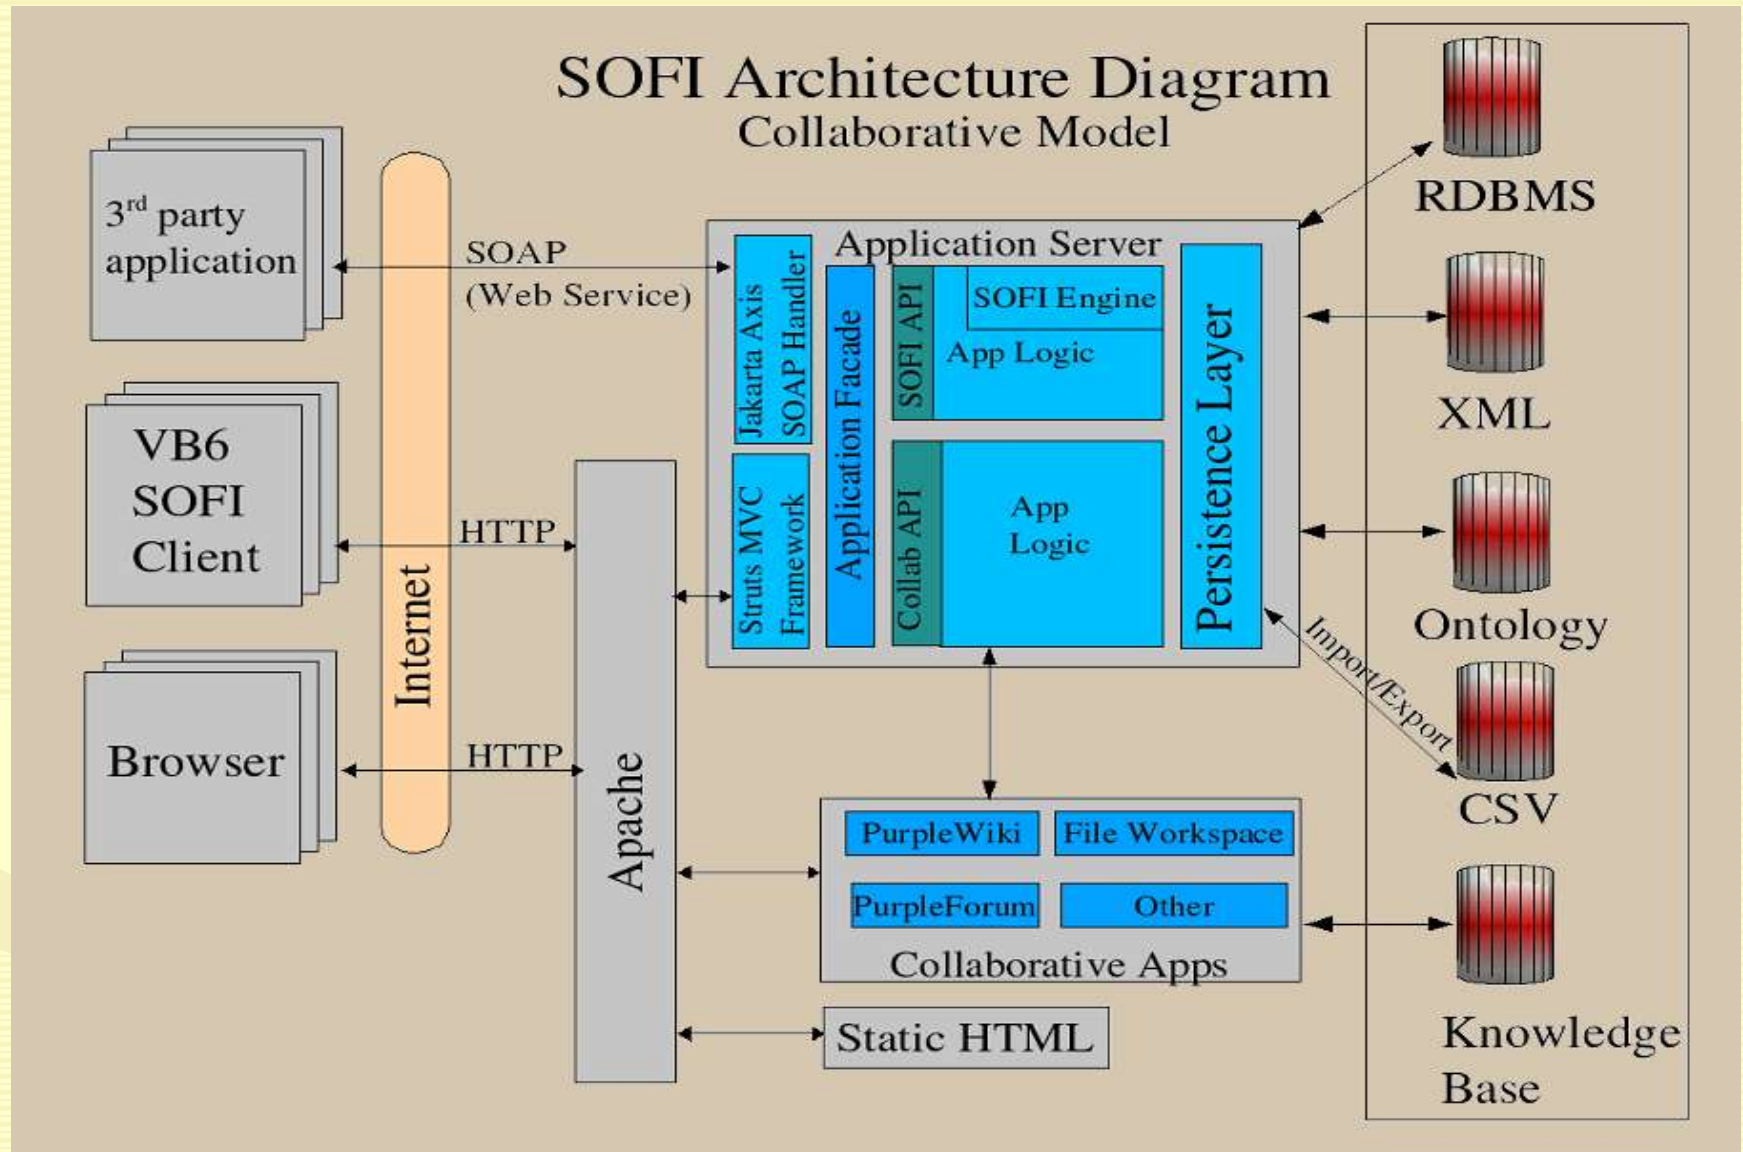 SOFI Architecture Diagram
Collaborative Model
3rd party
application
VB6
SOFI
Client
Browser
Internet
SOAP
(Web Service)
HTTP
HTTP
Apache
Application Server
Jakarta Axis
SOAP Handler
Struts MVC
Framework
Application Facade
SOFI API
SOFI Engine
App Logic
Collab API
App
Logic
Persistence Layer
PurpleWiki
File Workspace
PurpleForum
Other
Collaborative Apps
Static HTML
RDBMS
XML
Ontology
Import/Export
CSV
Knowledge
Base